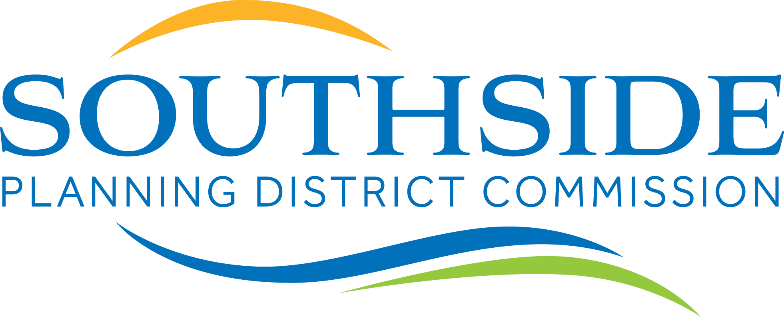 SOUTHSIDE
PLANNING DISTRICT COMMISSION